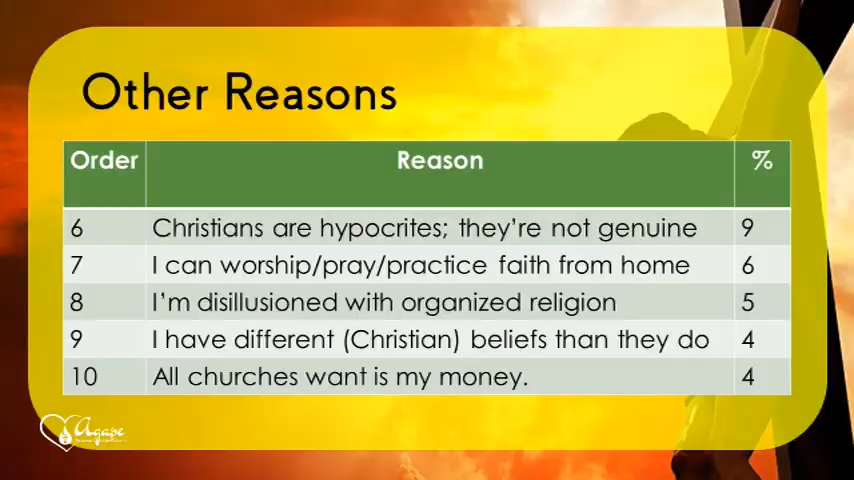 Other Reasons
Order Reason %
6 Christians are hypocrites; they're not genuine 9
7 I can worship/pray/practice faith from home 6
8 I'm disillusioned with organized religion 5
9 I have different (Christian) beliefs than they do 4
10 All churches want is my money. 4
Agape